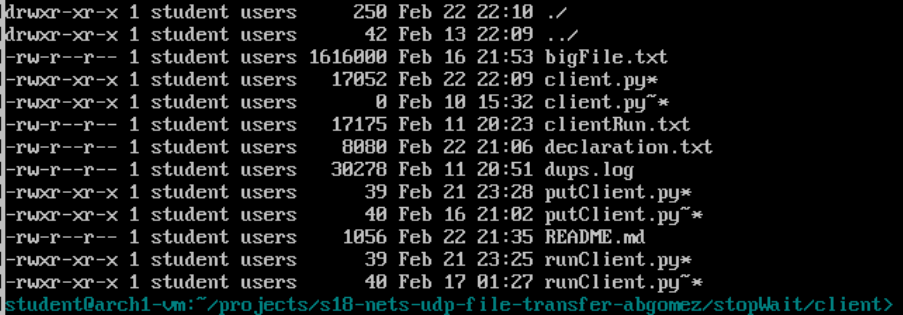 drwxr-xr-x 1 student users     250 Feb 22 22:10 ./
drwxr-xr-x 1 student users      42 Feb 13 22:09 ../
-rw-r--r-- 1 student users 1616000 Feb 16 21:53 bigFile.txt
-rwxr-xr-x 1 student users   17052 Feb 22 22:09 client.py*
-rwxr-xr-x 1 student users       0 Feb 10 15:32 client.py~*
-rw-r--r-- 1 student users   17175 Feb 11 20:23 clientRun.txt
-rw-r--r-- 1 student users    8080 Feb 22 21:06 declaration.txt
-rwxr-xr-x 1 student users   30278 Feb 11 20:51 dups.log
-rwxr-xr-x 1 student users      39 Feb 21 23:28 putClient.py*
-rwxr-xr-x 1 student users      40 Feb 16 21:02 putClient.py~*
-rw-r--r-- 1 student users    1056 Feb 22 21:35 README.md
-rwxr-xr-x 1 student users      39 Feb 21 23:25 runClient.py*
-rwxr-xr-x 1 student users      40 Feb 17 01:27 runClient.py~*
student@arch1-vm:~/projects/s18-nets-udp-file-transfer-abgomez/stopWait/client>